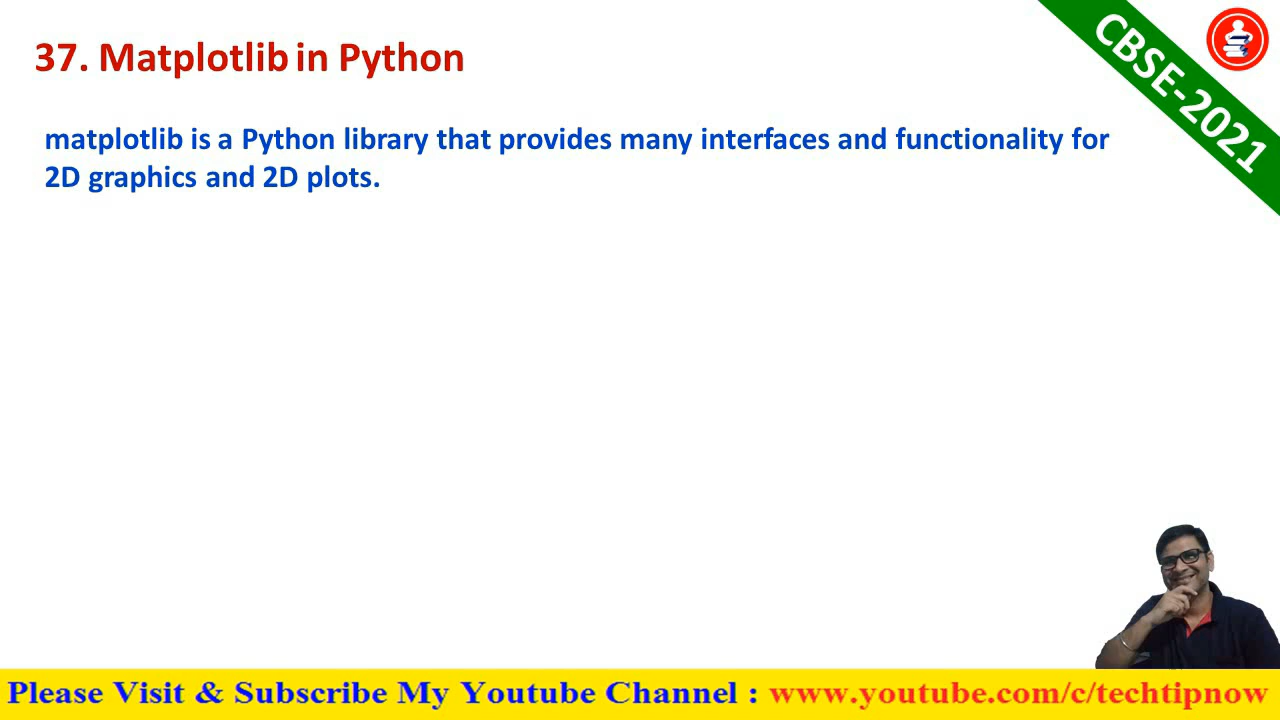 37. Matplotlib in Python
CBSE-2021
matplotlib is a Python library that provides many interfaces and functionality for
2D graphics and 2D plots.
Please Visit & Subscribe My Youtube Channel : www.youtube.com/c/techtipnow